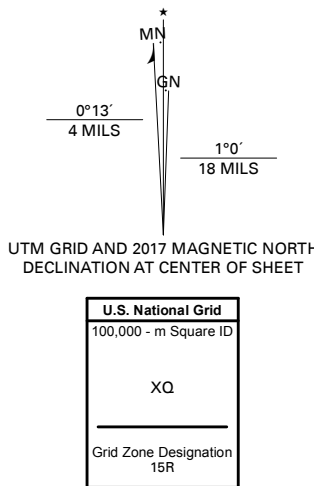 ★
MN
GN
0°13´
4 MILS
1°0´
18 MILS
UTM GRID AND 2017 MAGNETIC NORTH
DECLINATION AT CENTER OF SHEET
U.S. National Grid
100,000 - m Square ID
XQ
Grid Zone Designation
15R